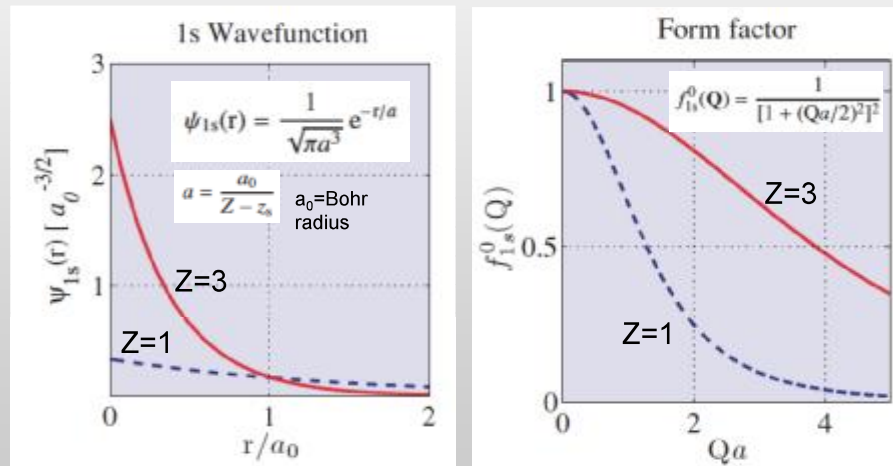 1s Wavefunction
3
2
1
0
1
2
ψ1s(r) [a0^-3/2]
r/a0
ψ1s(r) = 1/√(πa³) e^-r/a
a = a0/(Z − zs)
a0=Bohr
radius
Z=3
Z=1
Form factor
1
0.5
0
0
2
4
f⁰1s(Q)
Qa
f⁰1s(Q) = 1/[1 + (Qa/2)²]²
Z=3
Z=1